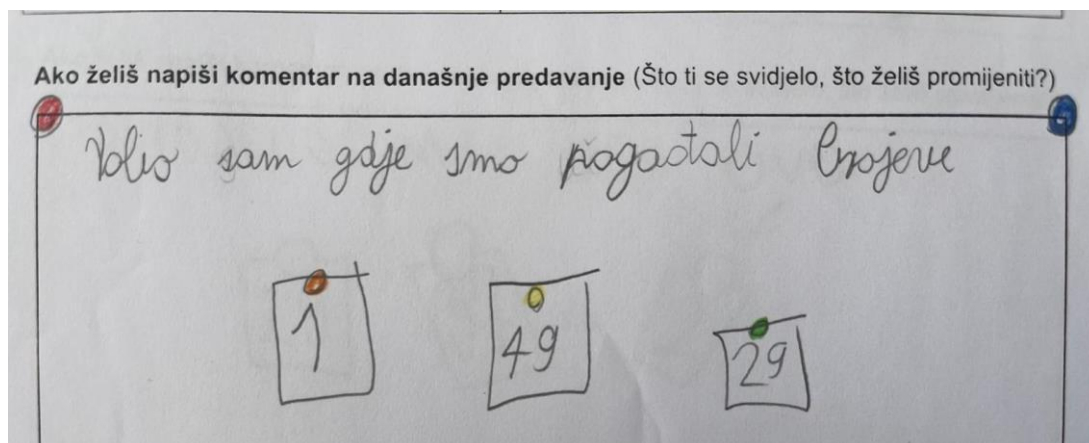 Ako želiš napiši komentar na današnje predavanje (Što ti se svidjelo, što želiš promijeniti?)
Volio sam gdje smo pogađali brojeve
1 49 29